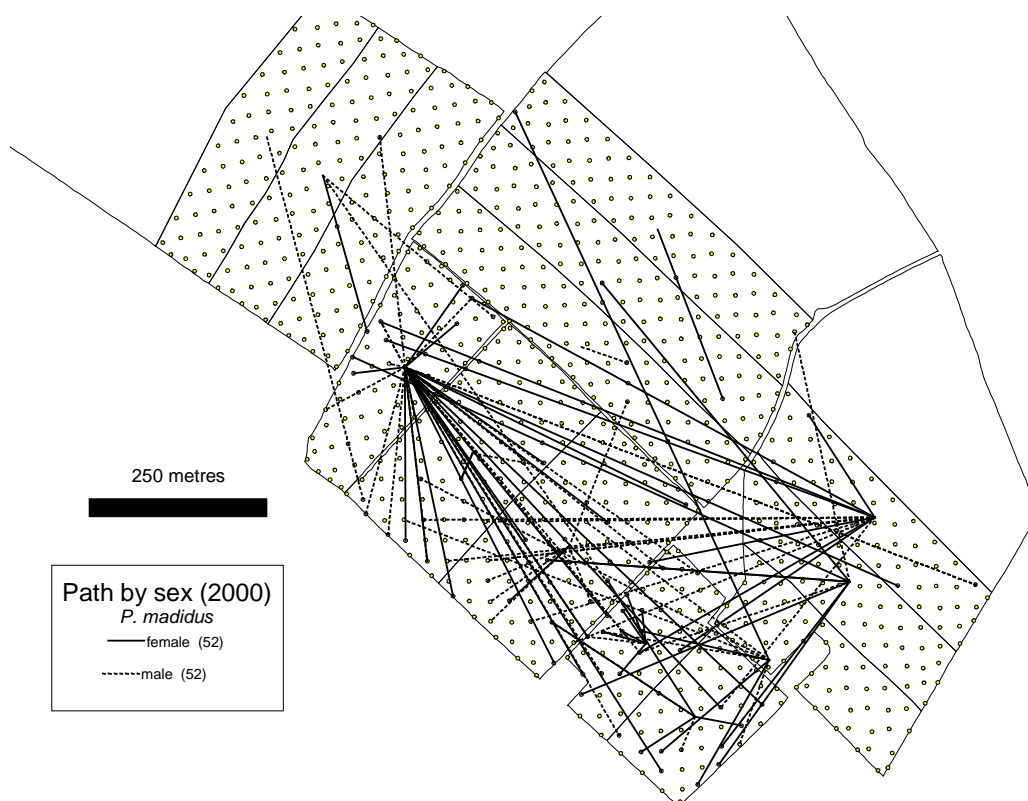 250 metres
Path by sex (2000)
P. madidus
female (52)
male (52)